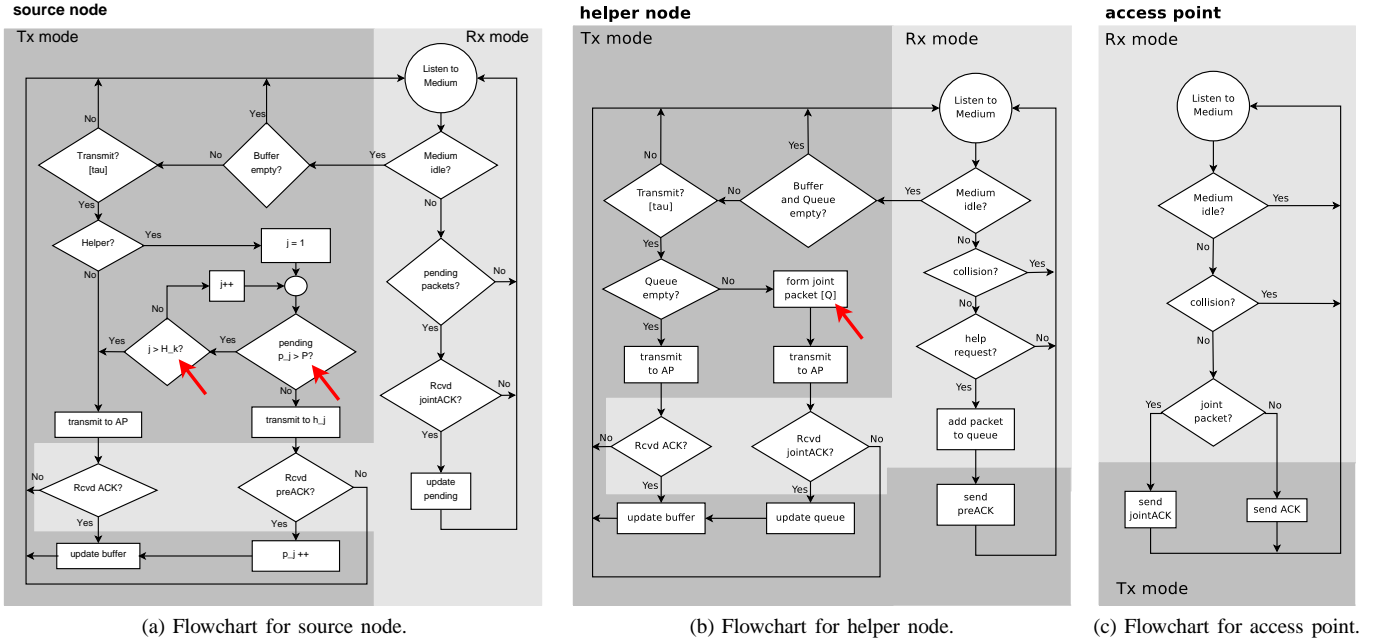 source node
Tx mode
Rx mode
Listen to
Medium
No
Yes
Transmit?
[tau]
No
Buffer
empty?
Yes
Medium
idle?
Yes
No
Helper?
Yes
j = 1
No
j++
pending
packets?
No
No
j > H_k?
Yes
Yes
pending
p_j > P?
Yes
No
Rcvd
jointACK?
No
transmit to AP
transmit to h_j
Yes
No
Rcvd ACK?
Rcvd
preACK?
No
update
pending
Yes
Yes
update buffer
p_j ++
(a) Flowchart for source node.
helper node
Tx mode
Rx mode
Listen to
Medium
No
Yes
Transmit?
[tau]
No
Buffer
and Queue
empty?
Yes
Medium
idle?
Yes
No
Queue
empty?
No
form joint
packet [Q]
collision?
Yes
No
Yes
help
request?
No
transmit
to AP
transmit
to AP
Yes
add packet
to queue
No
Rcvd ACK?
Rcvd
jointACK?
No
Yes
Yes
send
preACK
update buffer
update queue
(b) Flowchart for helper node.
access point
Rx mode
Listen to
Medium
Medium
idle?
Yes
No
collision?
Yes
No
Yes
joint
packet?
No
send
jointACK
send ACK
Tx mode
(c) Flowchart for access point.